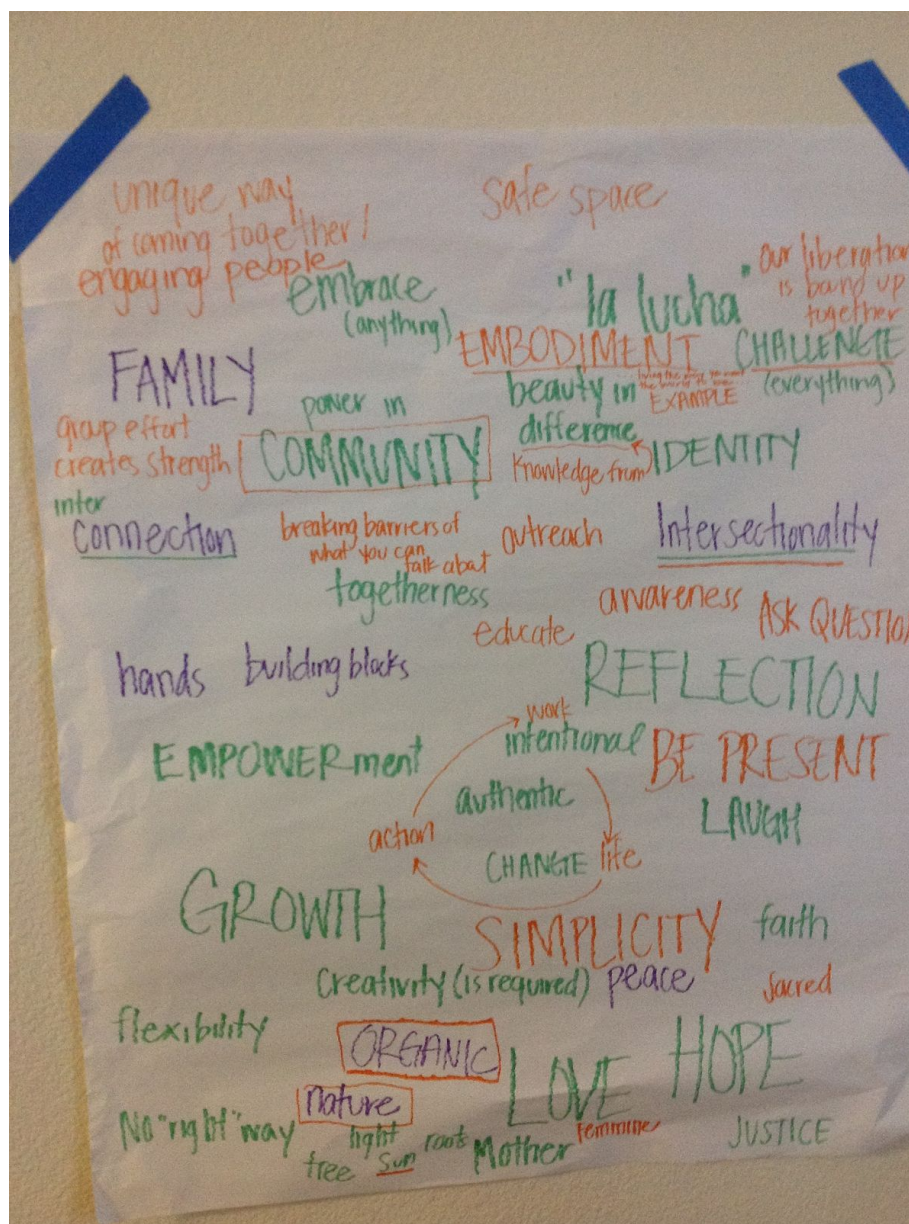 unique way
of coming together/
engaging people
safe space
embrace
(anything)
"la lucha"
our liberation
is bound up
together
EMBODIMENT
CHALLENGE
(everything)
FAMILY
beauty in
EXAMPLE
difference
power in
COMMUNITY
group effort
creates strength
Knowledge from
IDENTITY
inter
connection
breaking barriers of
what you can
talk about
outreach
Intersectionality
togetherness
awareness
ASK QUESTIO
educate
hands
building blocks
REFLECTION
work
intentional
BE PRESENT
EMPOWERment
authentic
LAUGH
action
CHANGE
life
GROWTH
SIMPLICITY
faith
Creativity (is required)
peace
Sacred
flexibility
ORGANIC
LOVE
HOPE
nature
No "right" way
light
tree
sun
roots
Mother
Feminine
JUSTICE